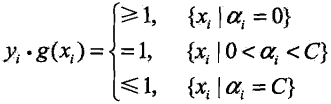 y_i · g(x_i) = { ≥1, {x_i | α_i = 0}
=1, {x_i | 0 < α_i < C}
≤1, {x_i | α_i = C}